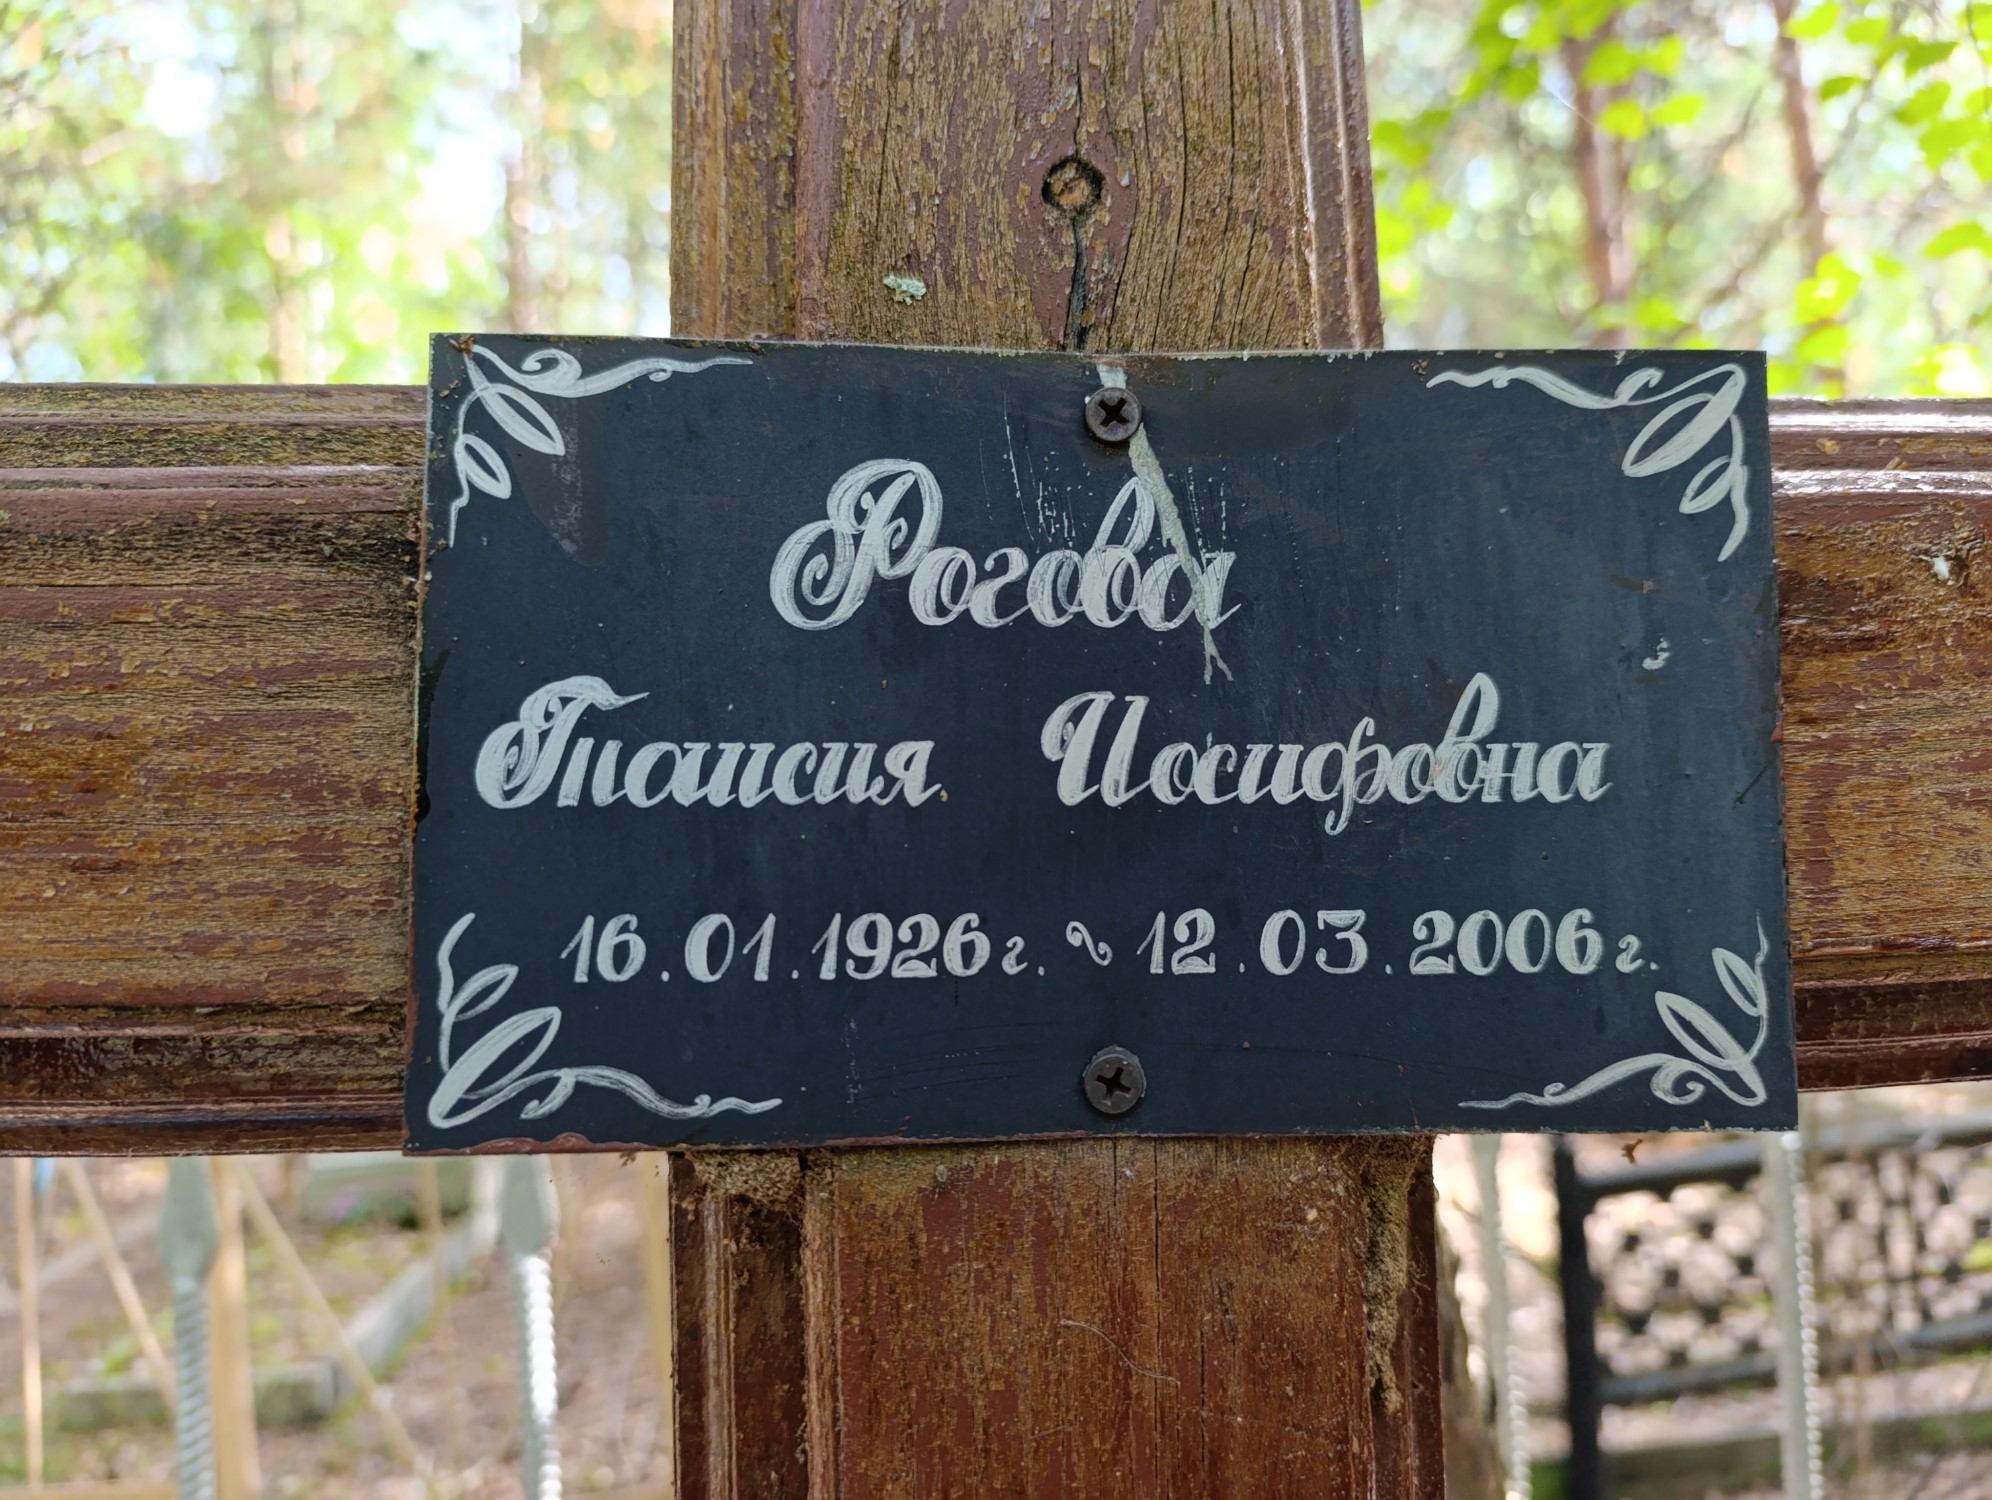 Рогова
Таисия Иосифовна
16.01.1926г. ~ 12.03.2006г.